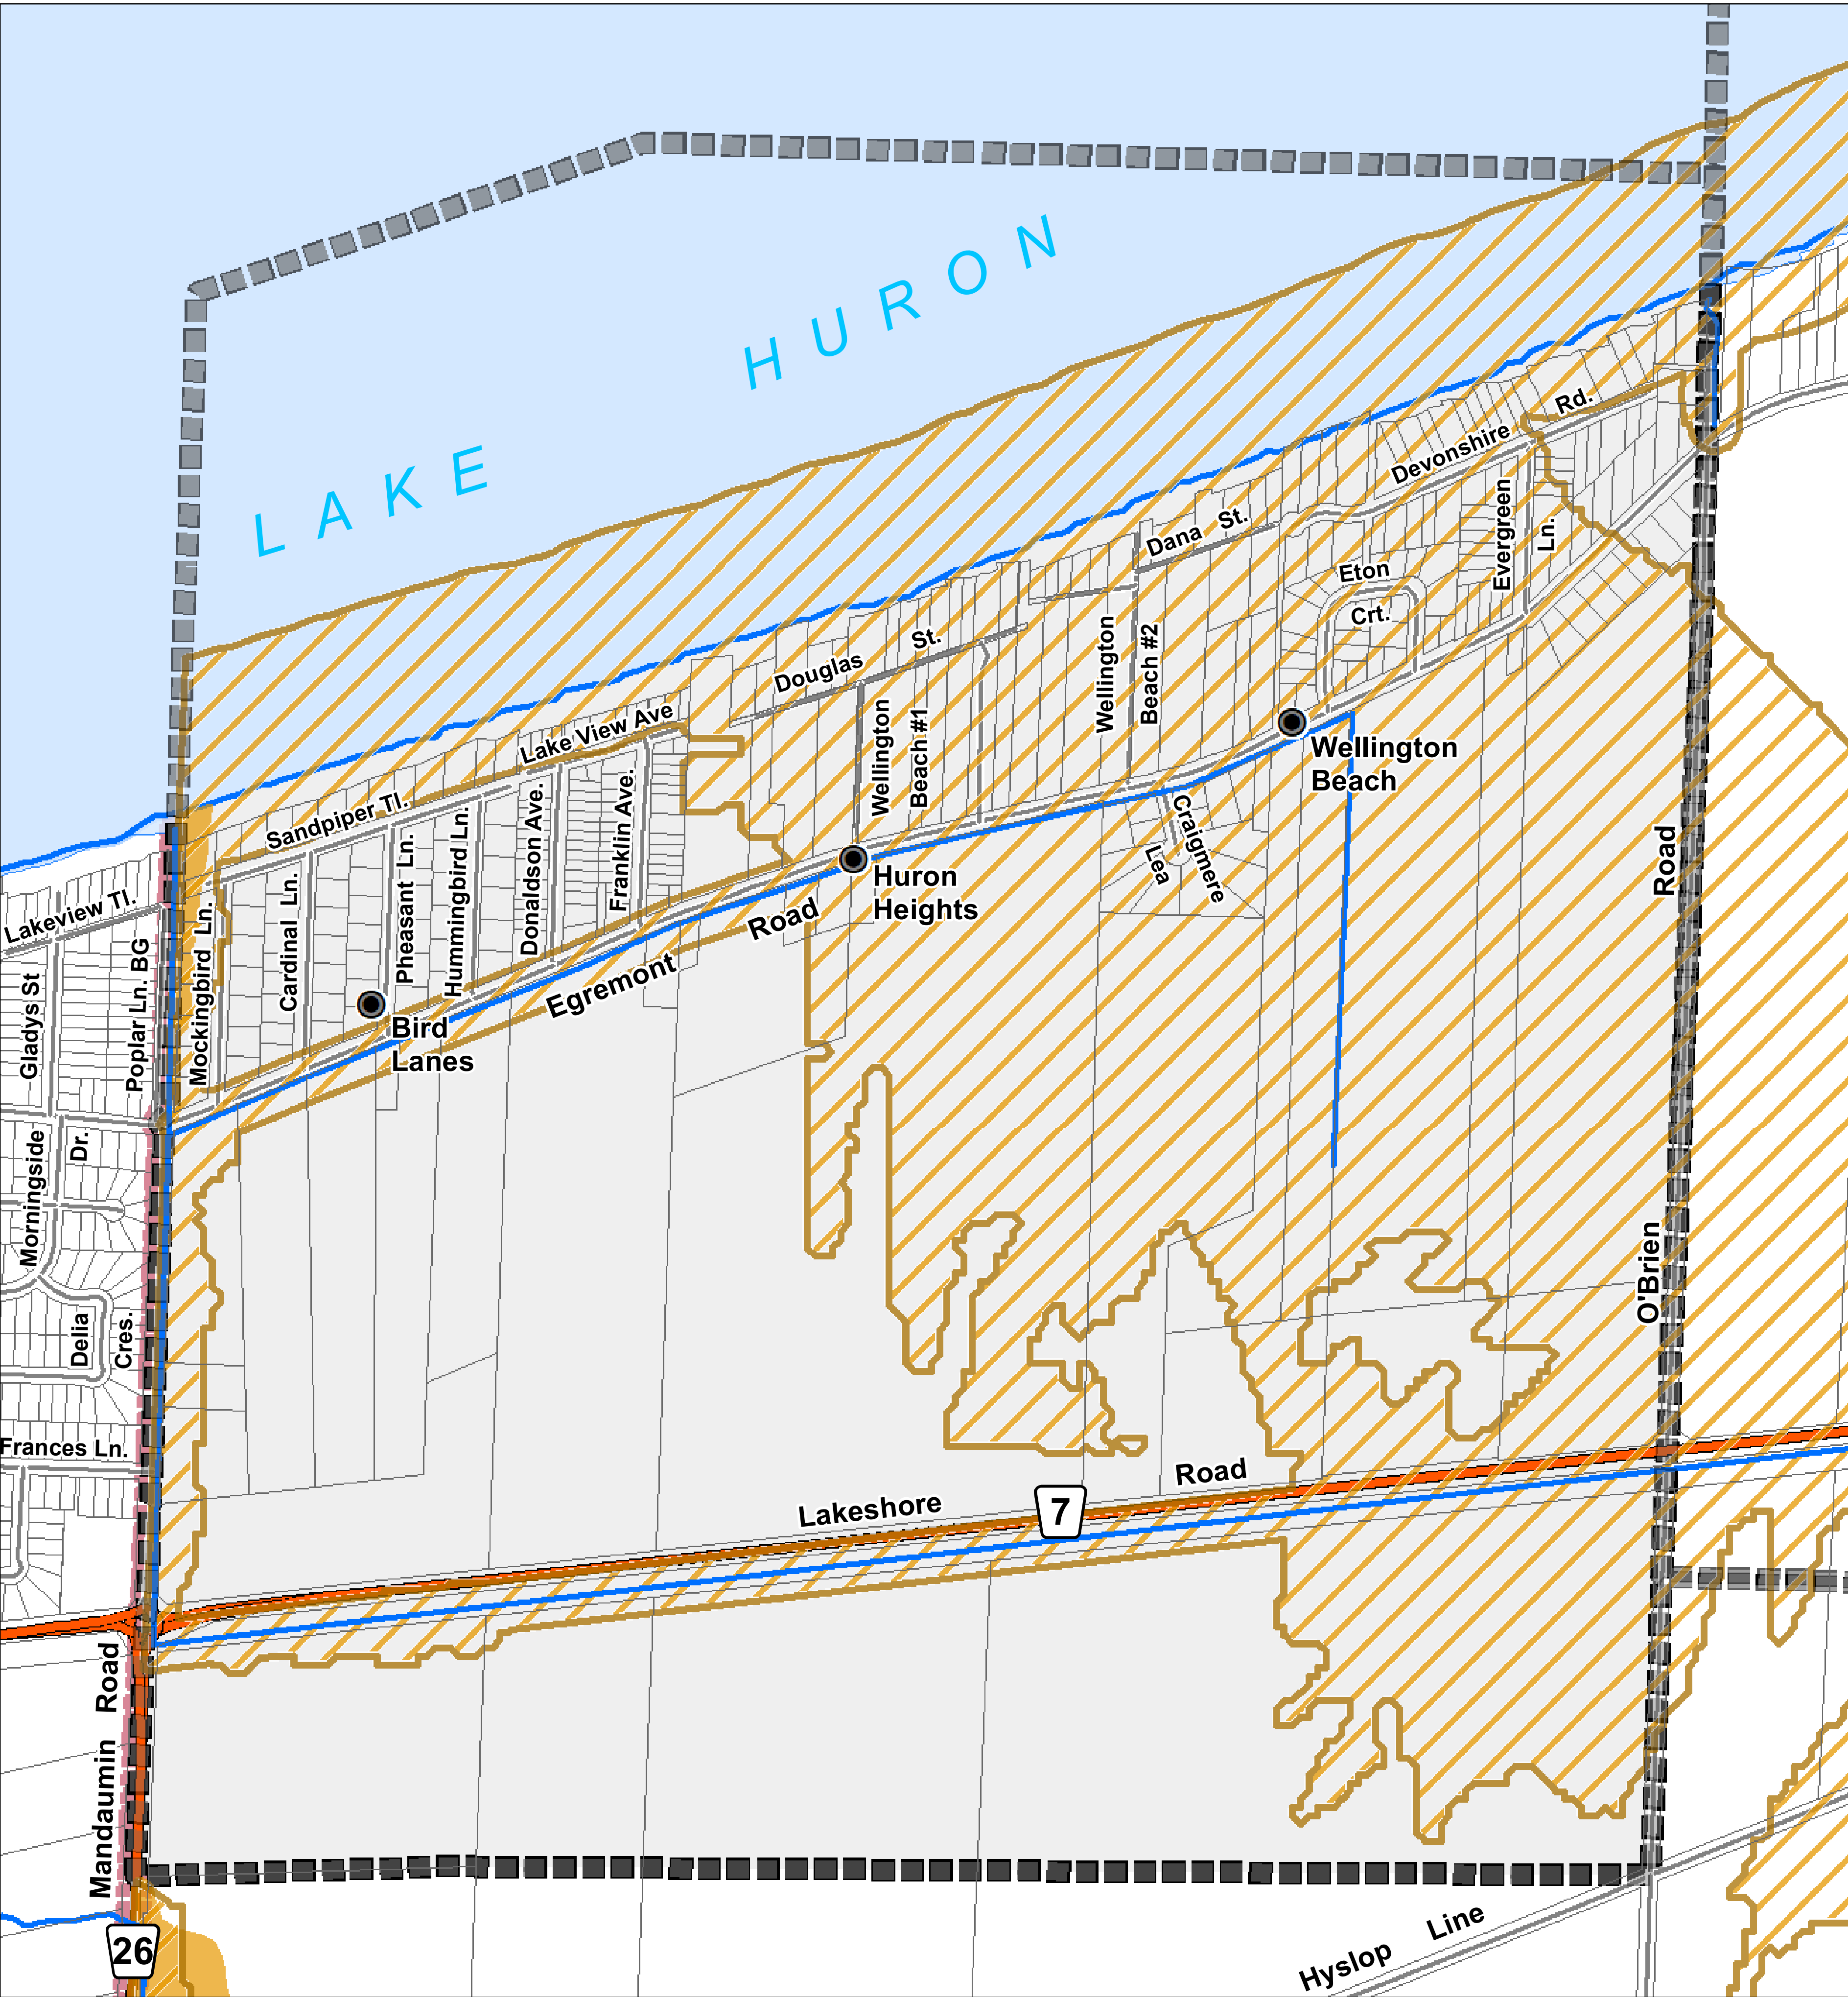 LAKE HURON
Rd.
Devonshire
Evergreen
Ln.
Dana St.
Eton
Crt.
Wellington
Beach #2
Douglas St.
Wellington
Beach #1
Lake View Ave
Wellington
Beach
Sandpiper Tl.
Franklin Ave.
Donaldson Ave.
Hummingbird Ln.
Pheasant Ln.
Cardinal Ln.
Mockingbird Ln.
Poplar Ln. BG
Lakeview Tl.
Gladys St
Craigmere
Lea
Huron
Heights
Egremont Road
Bird
Lanes
Morningside
Dr.
Delia
Cres.
Frances Ln.
O'Brien Road
Lakeshore Road
7
Mandaumin Road
26
Hyslop Line